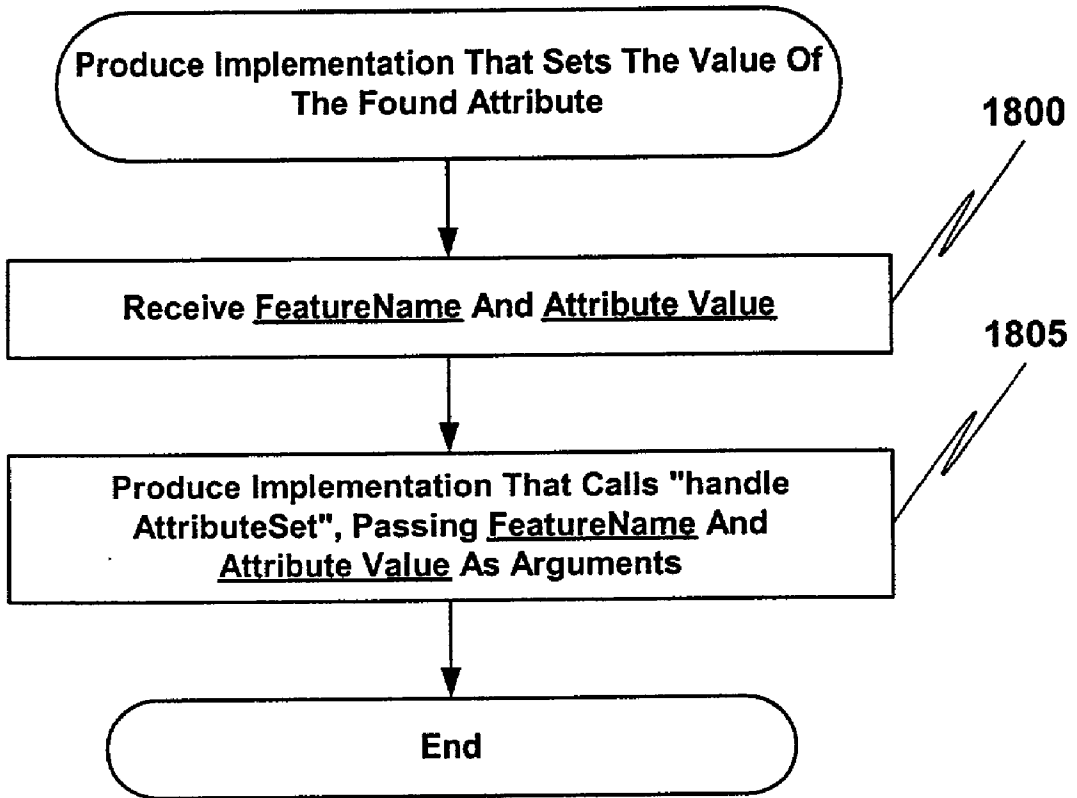 Produce Implementation That Sets The Value Of
The Found Attribute
1800
Receive FeatureName And Attribute Value
1805
Produce Implementation That Calls "handle
AttributeSet", Passing FeatureName And
Attribute Value As Arguments
End